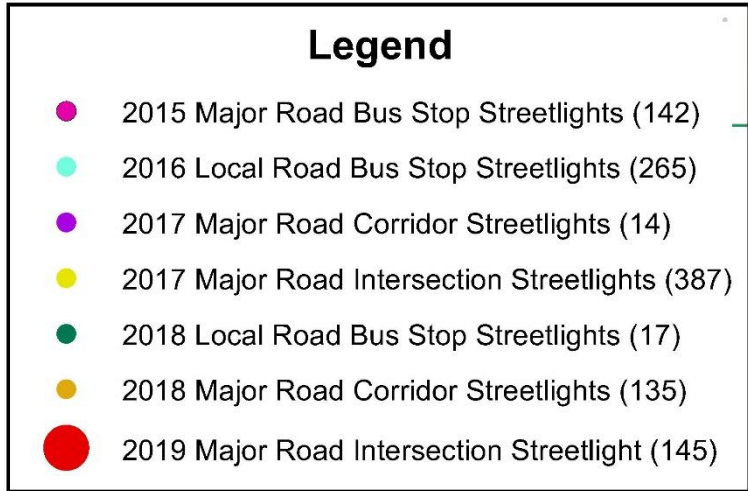 Legend
2015 Major Road Bus Stop Streetlights (142)
2016 Local Road Bus Stop Streetlights (265)
2017 Major Road Corridor Streetlights (14)
2017 Major Road Intersection Streetlights (387)
2018 Local Road Bus Stop Streetlights (17)
2018 Major Road Corridor Streetlights (135)
2019 Major Road Intersection Streetlight (145)